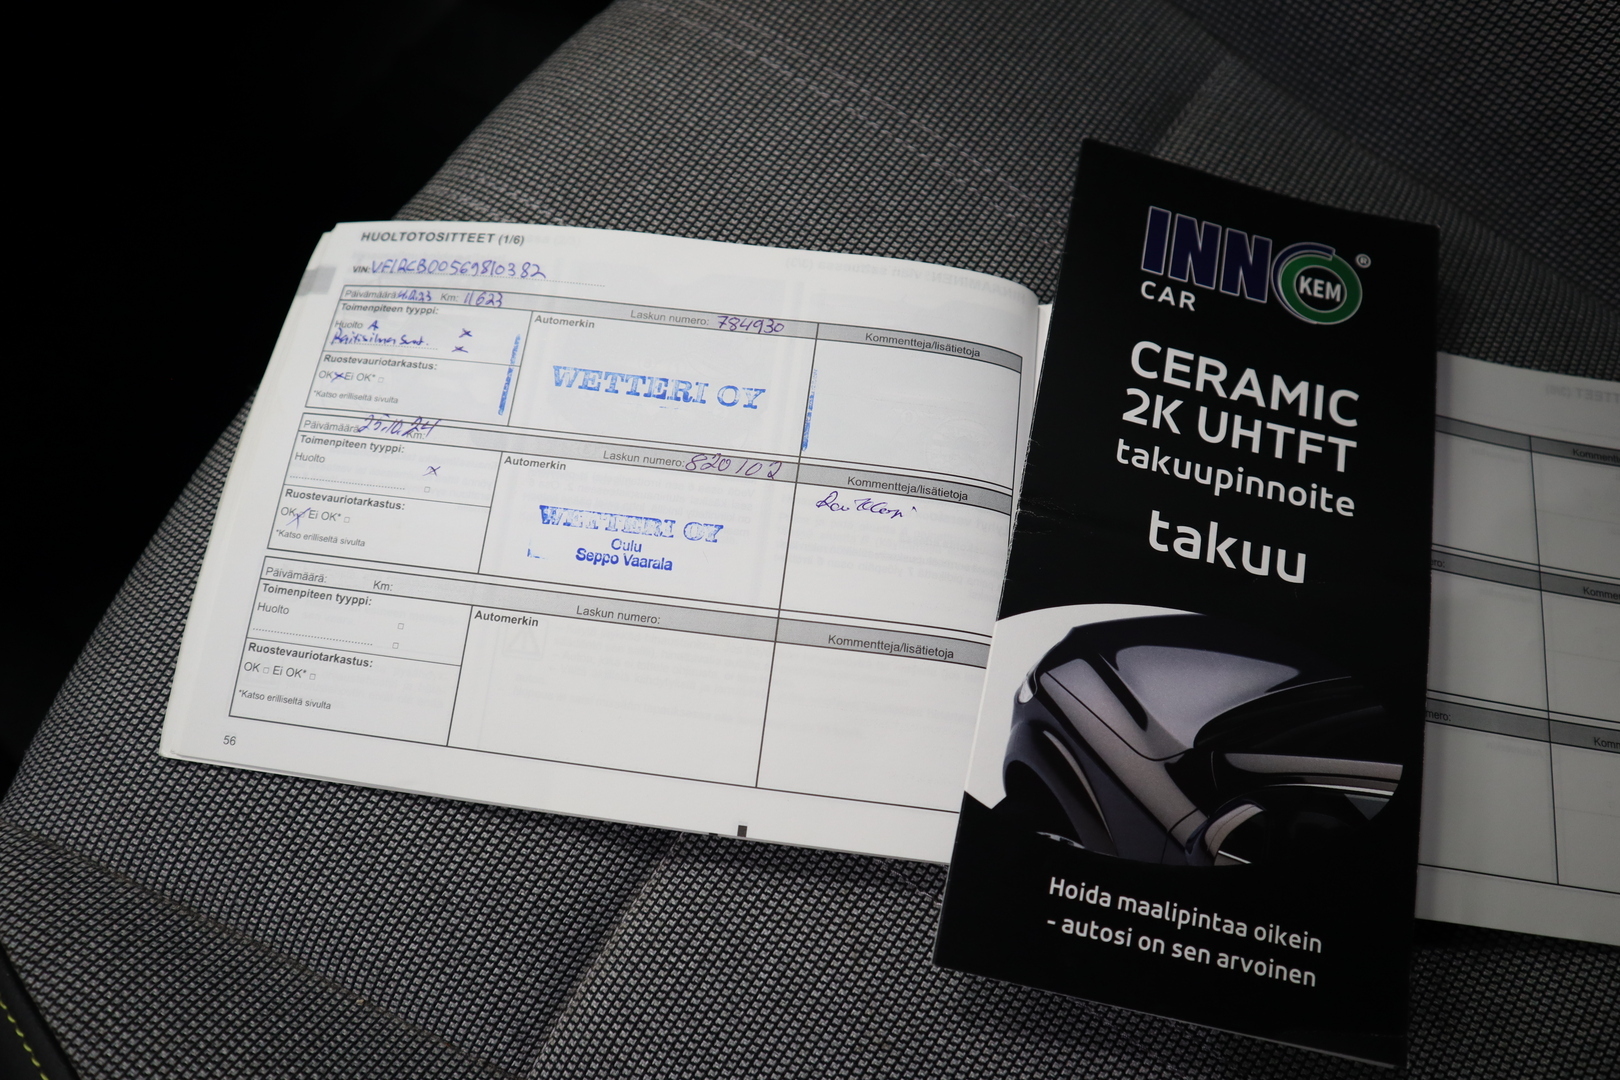 HUOLTOTOSITTEET (1/6)
VIN: VF1RCB00569810382
Päivämäärä: Km: 11623
Laskun numero: 784930
Toimenpiteen tyyppi:
Automerkin
Kommentteja/lisätietoja
Huolto A x
x
WETTERI OY
Ruostevauriotarkastus:
OK Ei OK*
*Katso erilliseltä sivulta
Päivämäärä: 25.10.24 Km:
Laskun numero: 820102
Toimenpiteen tyyppi:
Automerkin
Kommentteja/lisätietoja
Huolto x
WETTERI OY
Oulu
Seppo Vaarala
Ruostevauriotarkastus:
OK Ei OK*
*Katso erilliseltä sivulta
Päivämäärä: Km:
Laskun numero:
Toimenpiteen tyyppi:
Automerkin
Kommentteja/lisätietoja
Huolto
Ruostevauriotarkastus:
OK Ei OK*
*Katso erilliseltä sivulta
56
INNO KEM ®
CAR
CERAMIC
2K UHTFT
takuupinnoite
takuu
Hoida maalipintaa oikein
- autosi on sen arvoinen